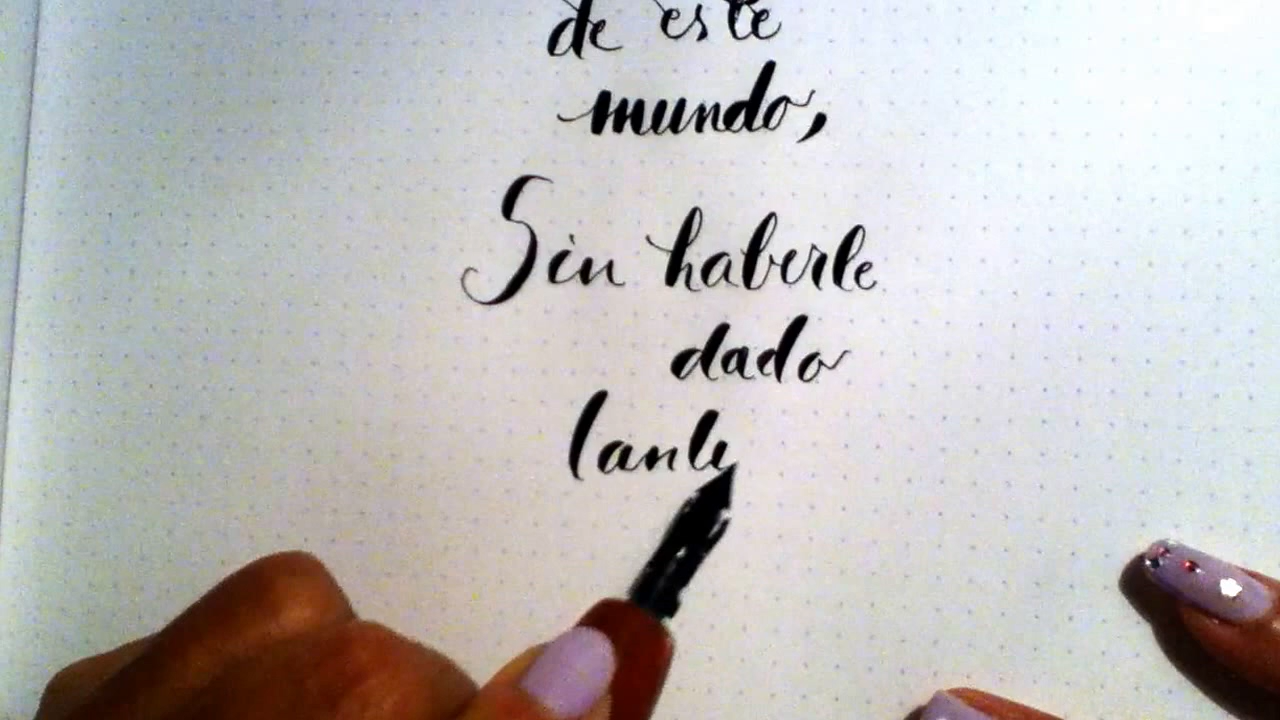 de este
mundo,
Sin haberle
dado